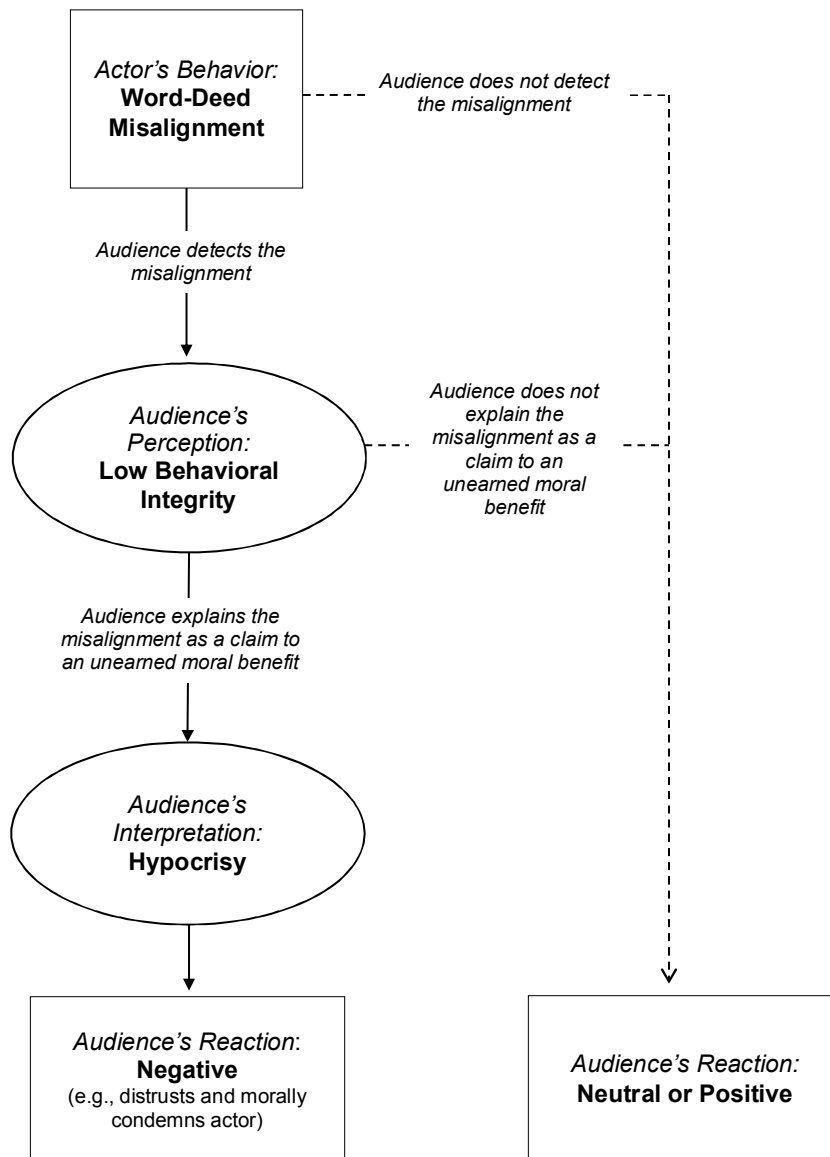 Actor's Behavior:
Word-Deed
Misalignment
Audience does not detect
the misalignment
Audience detects the
misalignment
Audience's
Perception:
Low Behavioral
Integrity
Audience does not
explain the
misalignment as a
claim to an
unearned moral
benefit
Audience explains the
misalignment as a claim to
an unearned moral benefit
Audience's
Interpretation:
Hypocrisy
Audience's Reaction:
Negative
(e.g., distrusts and morally
condemns actor)
Audience's Reaction:
Neutral or Positive